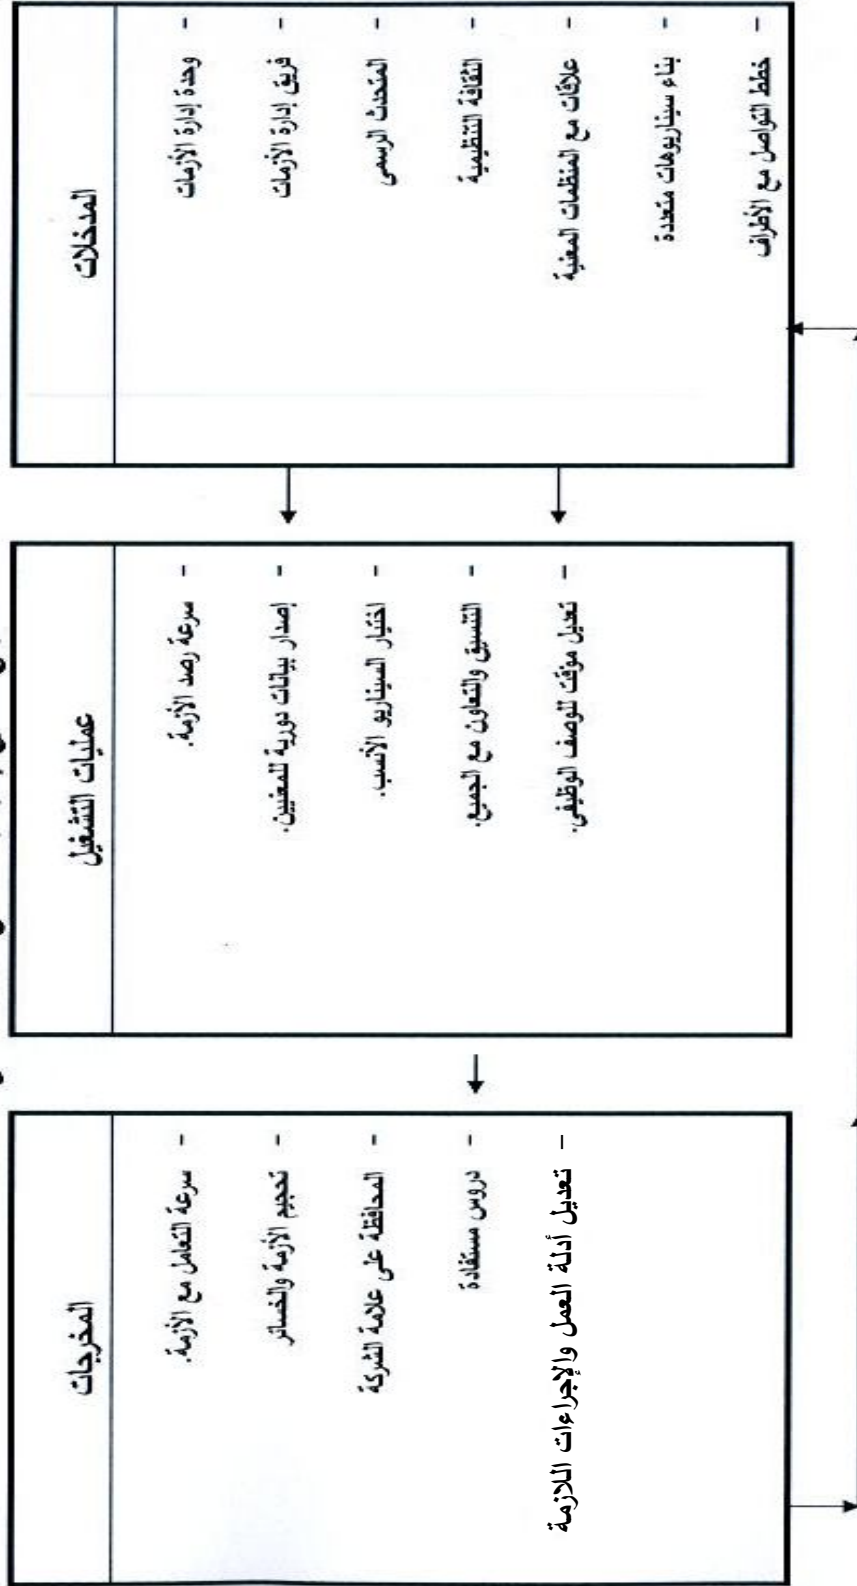 المدخلات
- وحدة إدارة الأزمات
- فريق إدارة الأزمات
- المتحدث الرسمى
- الثقافة التنظيمية
- علاقات مع المنظمات المعنية
- بناء سيناريوهات متعددة
- خطط التواصل مع الأطراف
عمليات التشغيل
- سرعة رصد الأزمة.
- إصدار بيانات دورية للمعنيين.
- اختيار السيناريو الأنسب.
- التنسيق والتعاون مع الجميع.
- تعديل مؤقت للوصف الوظيفى.
المخرجات
- سرعة التعامل مع الأزمة.
- تحجيم الأزمة والخسائر
- المحافظة على علامة الشركة
- دروس مستفادة
- تعديل أدلة العمل والإجراءات اللازمة